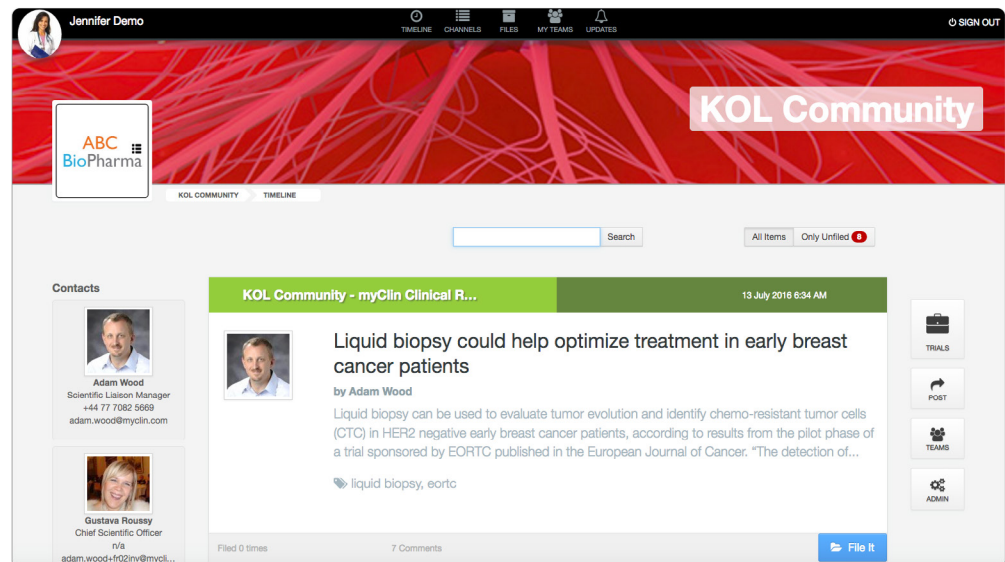 Jennifer Demo
TIMELINE
CHANNELS
FILES
MY TEAMS
UPDATES
SIGN OUT
KOL Community
ABC
BioPharma
KOL COMMUNITY
TIMELINE
Search
All Items
Only Unfiled 8
Contacts
Adam Wood
Scientific Liaison Manager
+44 77 7082 5669
adam.wood@myclin.com
Gustava Roussy
Chief Scientific Officer
n/a
adam.wood+fr02inv@mycli...
KOL Community - myClin Clinical R...
13 July 2016 6:34 AM
Liquid biopsy could help optimize treatment in early breast
cancer patients
by Adam Wood
Liquid biopsy can be used to evaluate tumor evolution and identify chemo-resistant tumor cells
(CTC) in HER2 negative early breast cancer patients, according to results from the pilot phase of
a trial sponsored by EORTC published in the European Journal of Cancer. “The detection of...
liquid biopsy, eortc
Filed 0 times
7 Comments
File It
TRIALS
POST
TEAMS
ADMIN